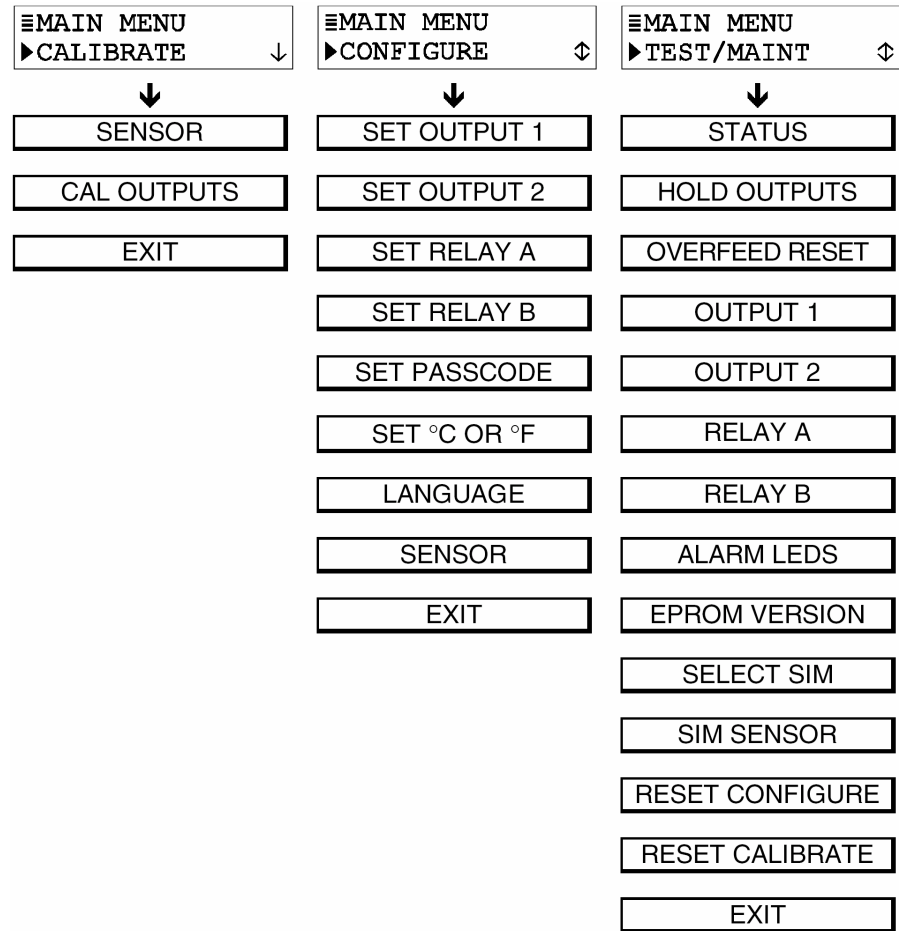 ≣MAIN MENU
▶CALIBRATE ↓
SENSOR
CAL OUTPUTS
EXIT
≣MAIN MENU
▶CONFIGURE ⇕
SET OUTPUT 1
SET OUTPUT 2
SET RELAY A
SET RELAY B
SET PASSCODE
SET °C OR °F
LANGUAGE
SENSOR
EXIT
≣MAIN MENU
▶TEST/MAINT ⇕
STATUS
HOLD OUTPUTS
OVERFEED RESET
OUTPUT 1
OUTPUT 2
RELAY A
RELAY B
ALARM LEDS
EPROM VERSION
SELECT SIM
SIM SENSOR
RESET CONFIGURE
RESET CALIBRATE
EXIT